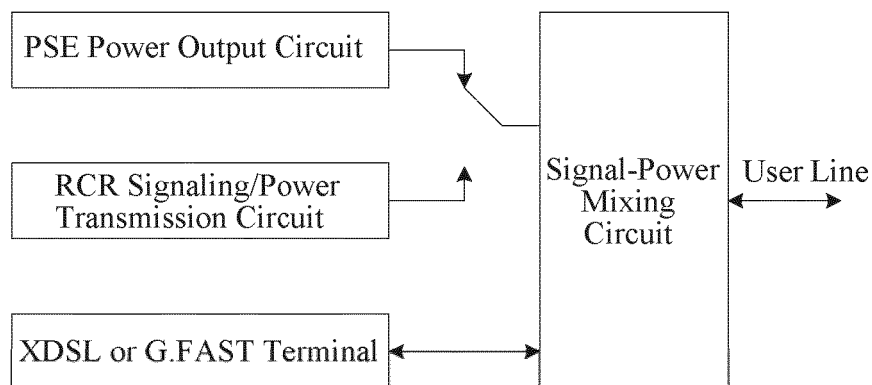 PSE Power Output Circuit
RCR Signaling/Power
Transmission Circuit
XDSL or G.FAST Terminal
Signal-Power
Mixing
Circuit
User Line